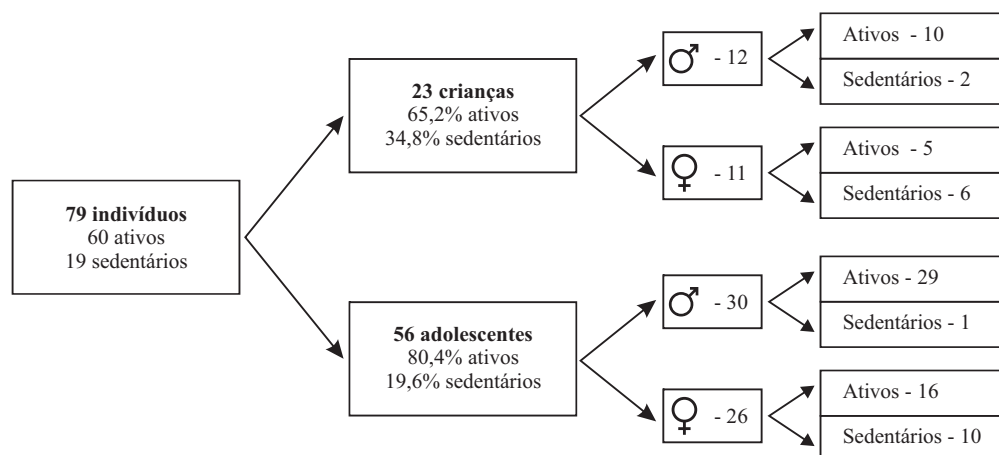 79 indivíduos
60 ativos
19 sedentários
23 crianças
65,2% ativos
34,8% sedentários
♂ - 12
Ativos - 10
Sedentários - 2
♀ - 11
Ativos - 5
Sedentários - 6
56 adolescentes
80,4% ativos
19,6% sedentários
♂ - 30
Ativos - 29
Sedentários - 1
♀ - 26
Ativos - 16
Sedentários - 10